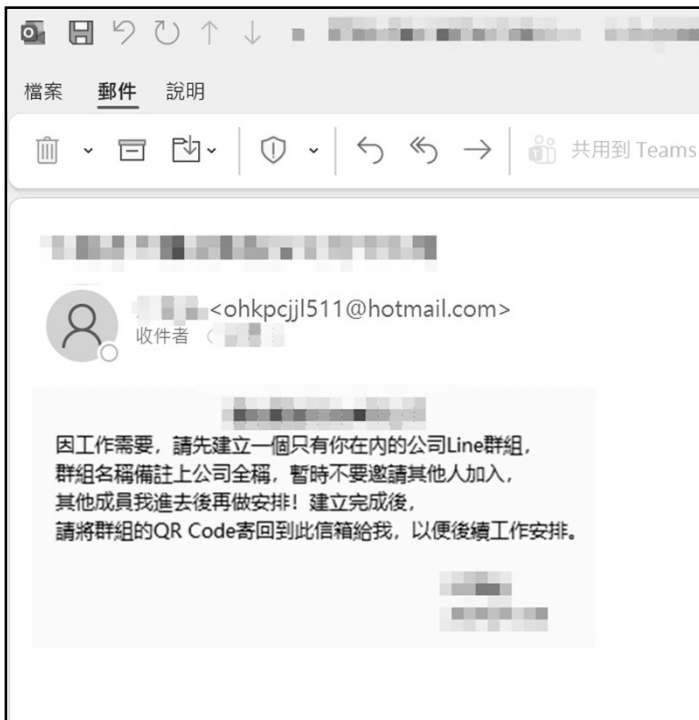 檔案 郵件 說明
共用到 Teams
<ohkpcjjl511@hotmail.com>
收件者
因工作需要，請先建立一個只有你在內的公司Line群組，
群組名稱備註上公司全稱，暫時不要邀請其他人加入，
其他成員我進去後再做安排！建立完成後，
請將群組的QR Code寄回到此信箱給我，以便後續工作安排。